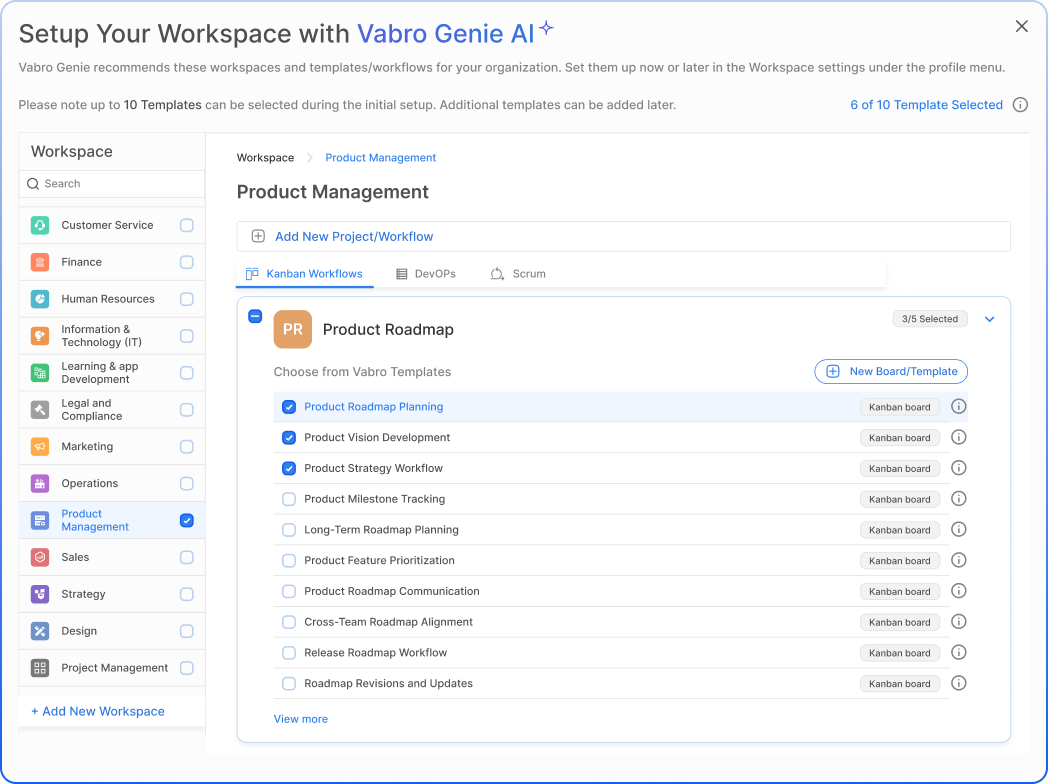 Setup Your Workspace with Vabro Genie AI
Vabro Genie recommends these workspaces and templates/workflows for your organization. Set them up now or later in the Workspace settings under the profile menu.
Please note up to 10 Templates can be selected during the initial setup. Additional templates can be added later.
6 of 10 Template Selected
Workspace
Search
Customer Service
Finance
Human Resources
Information &
Technology (IT)
Learning & app
Development
Legal and
Compliance
Marketing
Operations
Product
Management
Sales
Strategy
Design
Project Management
+ Add New Workspace
Workspace > Product Management
Product Management
Add New Project/Workflow
Kanban Workflows DevOPs Scrum
PR Product Roadmap 3/5 Selected
Choose from Vabro Templates New Board/Template
Product Roadmap Planning Kanban board
Product Vision Development Kanban board
Product Strategy Workflow Kanban board
Product Milestone Tracking Kanban board
Long-Term Roadmap Planning Kanban board
Product Feature Prioritization Kanban board
Product Roadmap Communication Kanban board
Cross-Team Roadmap Alignment Kanban board
Release Roadmap Workflow Kanban board
Roadmap Revisions and Updates Kanban board
View more